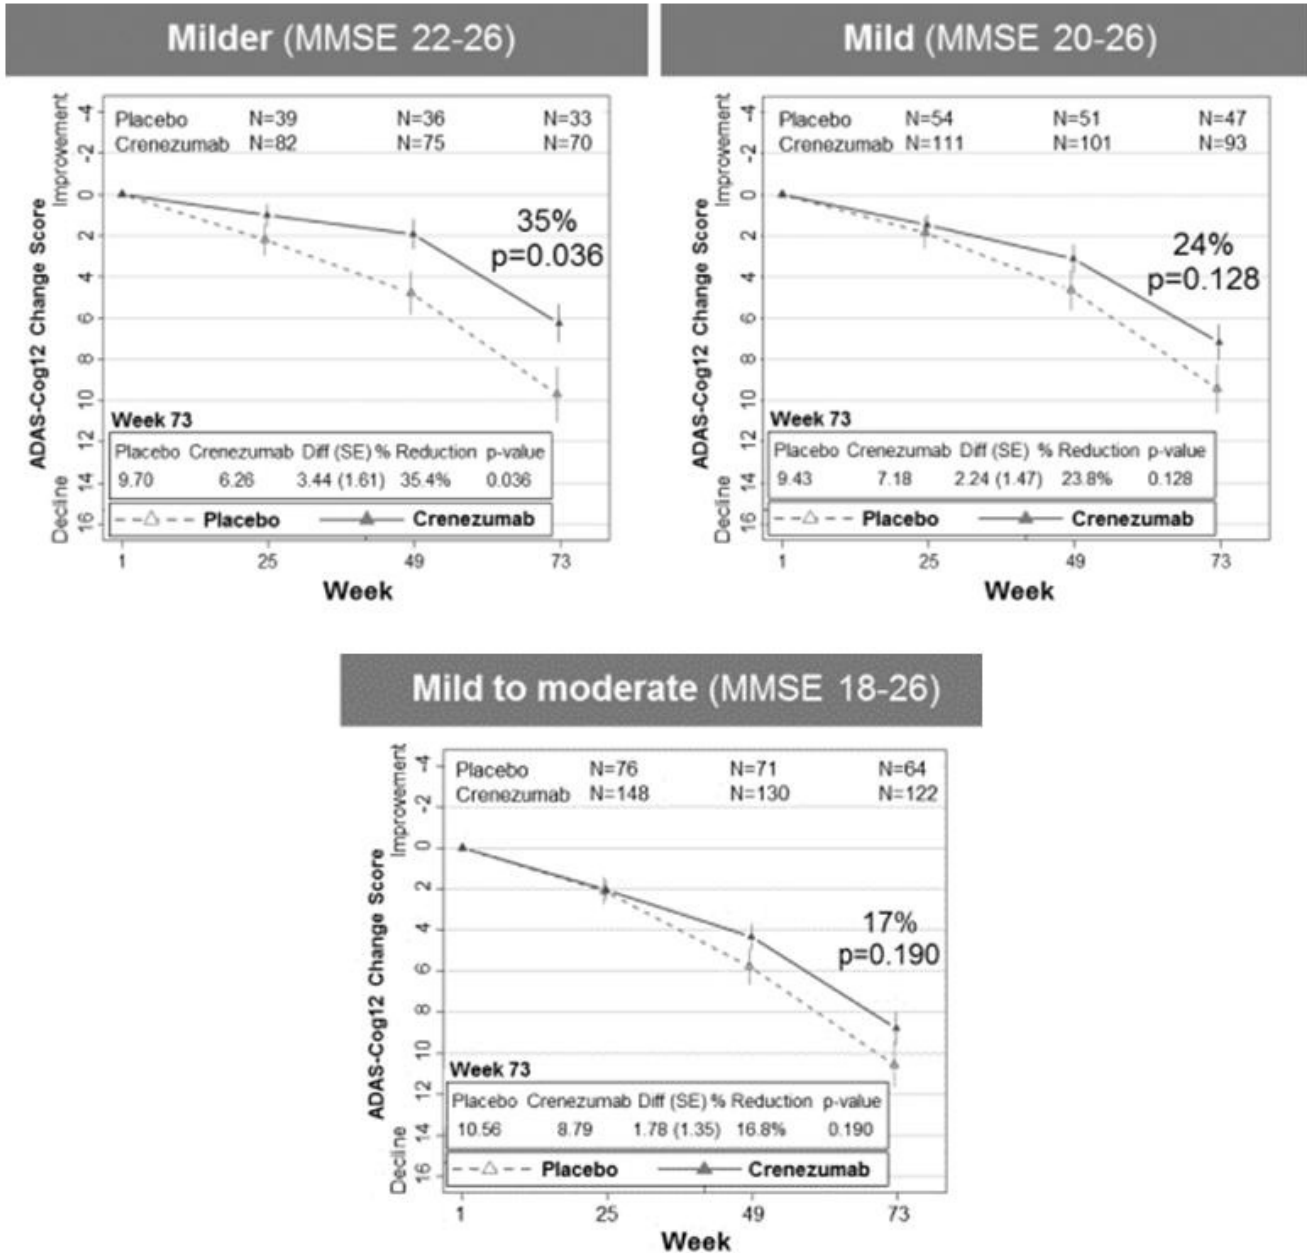 Milder (MMSE 22-26)
Placebo N=39 N=36 N=33
Crenezumab N=82 N=75 N=70
35%
p=0.036
ADAS-Cog12 Change Score
Improvement
Decline
-4
-2
0
2
4
6
8
10
12
14
16
Week 73
Placebo Crenezumab Diff (SE) % Reduction p-value
9.70 6.26 3.44 (1.61) 35.4% 0.036
Placebo Crenezumab
1 25 49 73
Week
Mild (MMSE 20-26)
Placebo N=54 N=51 N=47
Crenezumab N=111 N=101 N=93
24%
p=0.128
ADAS-Cog12 Change Score
Improvement
Decline
-4
-2
0
2
4
6
8
10
12
14
16
Week 73
Placebo Crenezumab Diff (SE) % Reduction p-value
9.43 7.18 2.24 (1.47) 23.8% 0.128
Placebo Crenezumab
1 25 49 73
Week
Mild to moderate (MMSE 18-26)
Placebo N=76 N=71 N=64
Crenezumab N=148 N=130 N=122
17%
p=0.190
ADAS-Cog12 Change Score
Improvement
Decline
-4
-2
0
2
4
6
8
10
12
14
16
Week 73
Placebo Crenezumab Diff (SE) % Reduction p-value
10.56 8.79 1.78 (1.35) 16.8% 0.190
Placebo Crenezumab
1 25 49 73
Week